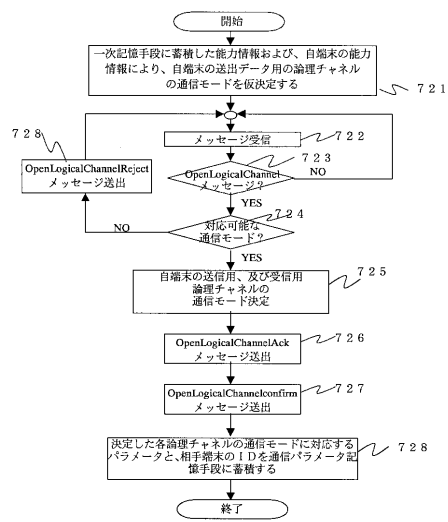 開始
一次記憶手段に蓄積した能力情報および、自端末の能力
情報により、自端末の送出データ用の論理チャネル
の通信モードを仮決定する
721
メッセージ受信
722
728
723
OpenLogicalChannelReject
メッセージ送出
OpenLogicalChannel
メッセージ？
NO
YES
724
NO
対応可能な
通信モード？
YES
725
自端末の送信用、及び受信用
論理チャネルの
通信モード決定
OpenLogicalChannelAck
メッセージ送出
726
OpenLogicalChannelconfirm
メッセージ送出
727
決定した各論理チャネルの通信モードに対応する
パラメータと、相手端末のＩＤを通信パラメータ記
憶手段に蓄積する
728
終了